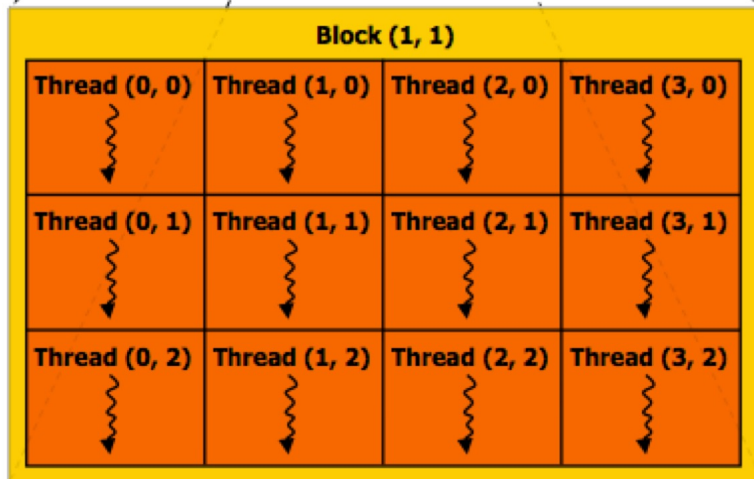 Block (1, 1)
Thread (0, 0) Thread (1, 0) Thread (2, 0) Thread (3, 0)
Thread (0, 1) Thread (1, 1) Thread (2, 1) Thread (3, 1)
Thread (0, 2) Thread (1, 2) Thread (2, 2) Thread (3, 2)